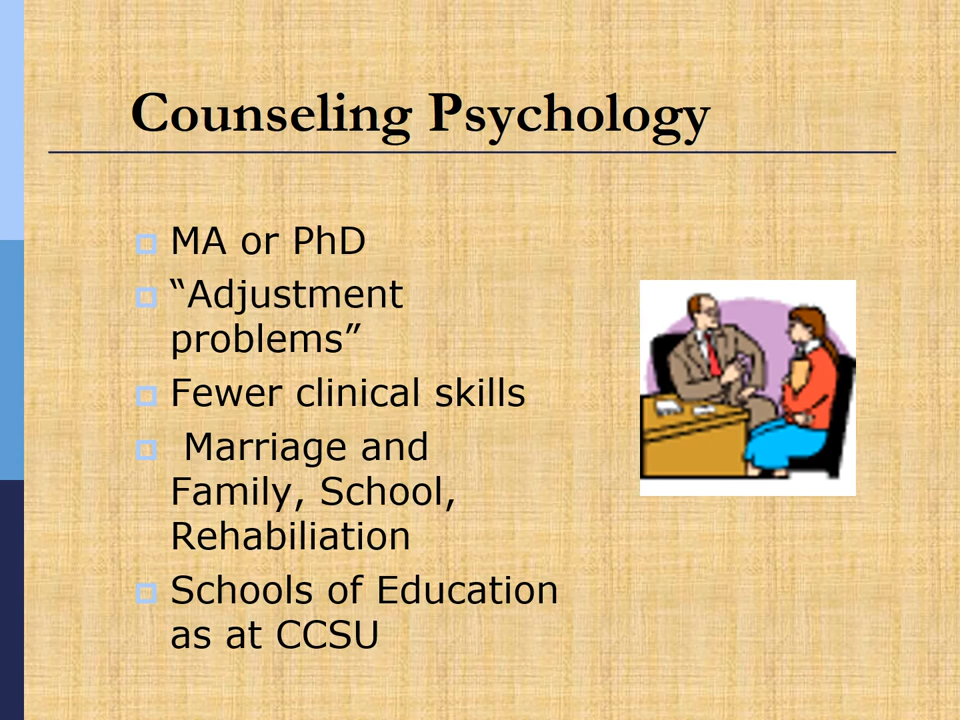 Counseling Psychology
MA or PhD
“Adjustment
problems”
Fewer clinical skills
Marriage and
Family, School,
Rehabiliation
Schools of Education
as at CCSU